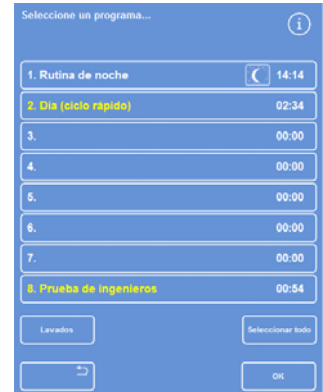 Seleccione un programa...
i
1. Rutina de noche 14:14
2. Día (ciclo rápido) 02:34
3. 00:00
4. 00:00
5. 00:00
6. 00:00
7. 00:00
8. Prueba de ingenieros 00:54
Lavados Seleccionar todo
OK